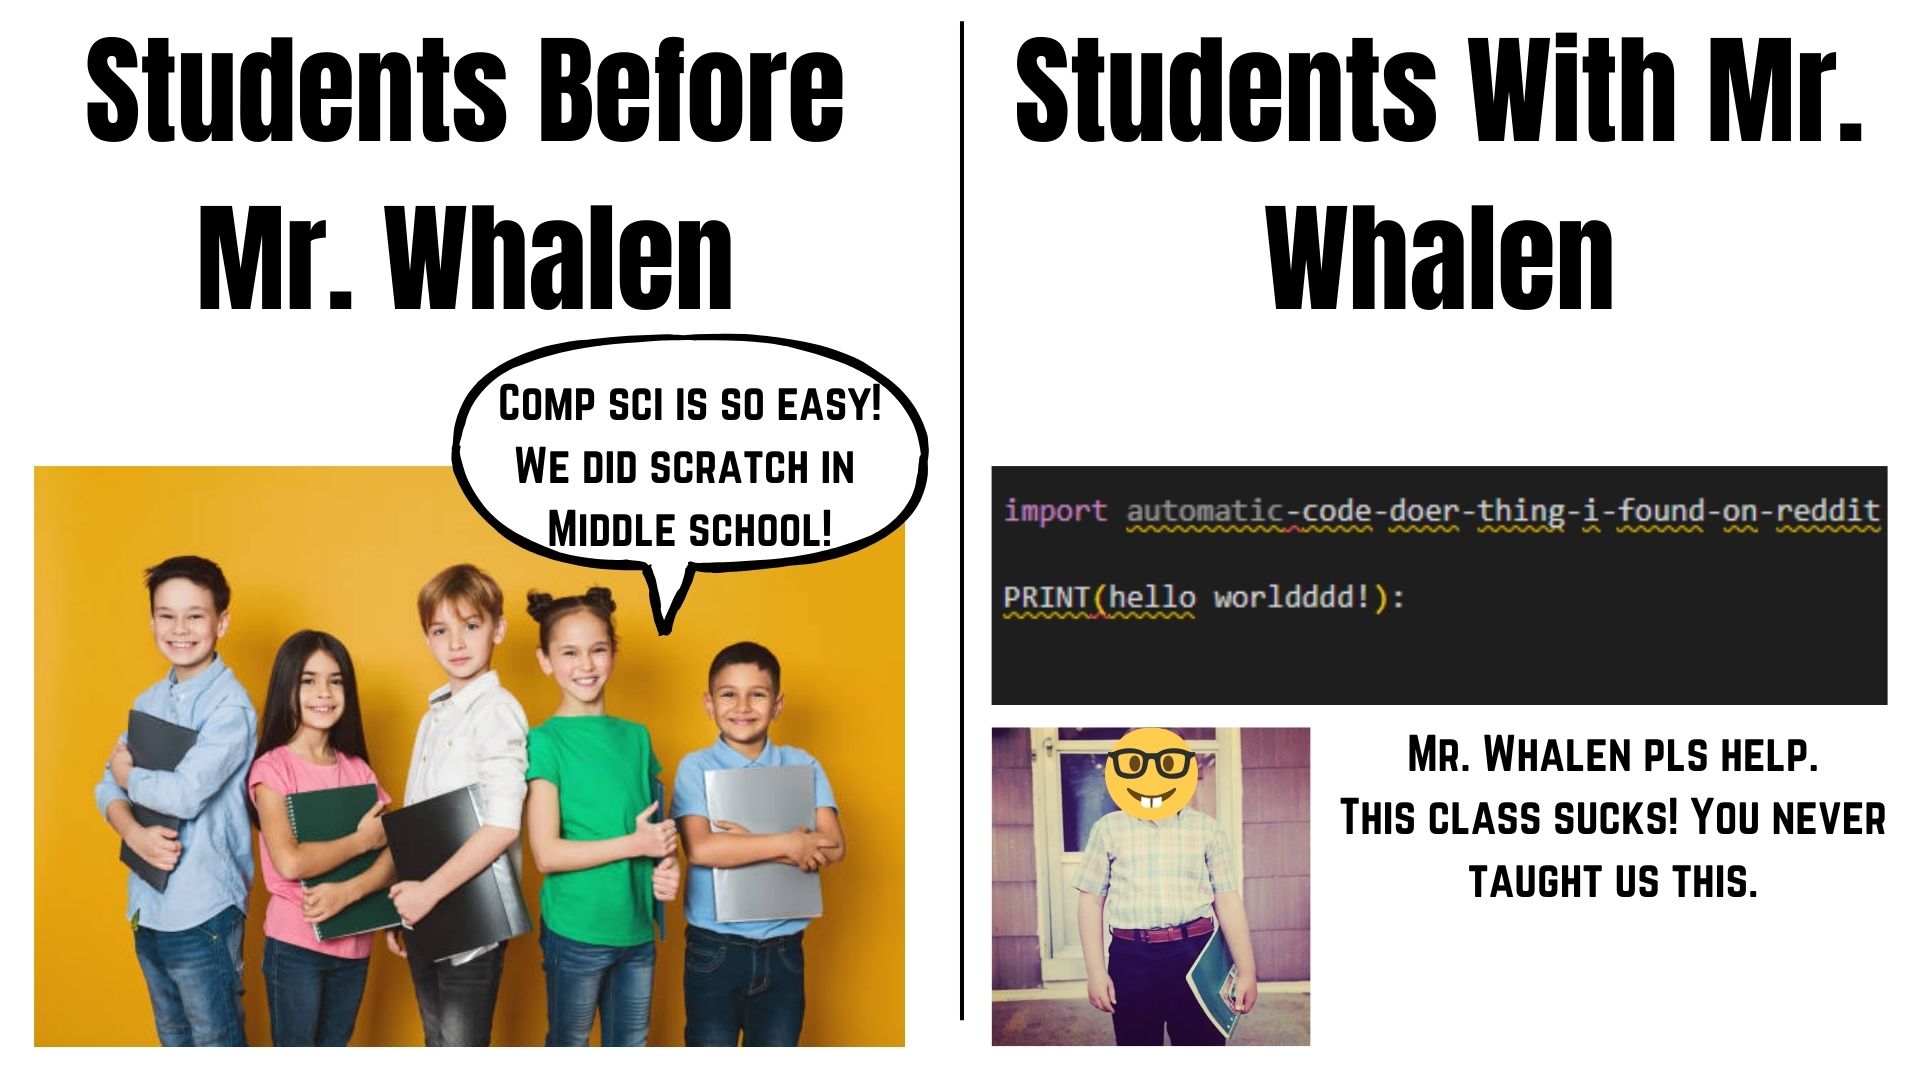 Students Before
Mr. Whalen
Comp sci is so easy!
We did scratch in
Middle school!
Students With Mr.
Whalen
import automatic-code-doer-thing-i-found-on-reddit
PRINT(hello worldddd!):
Mr. Whalen pls help.
This class sucks! You never
taught us this.